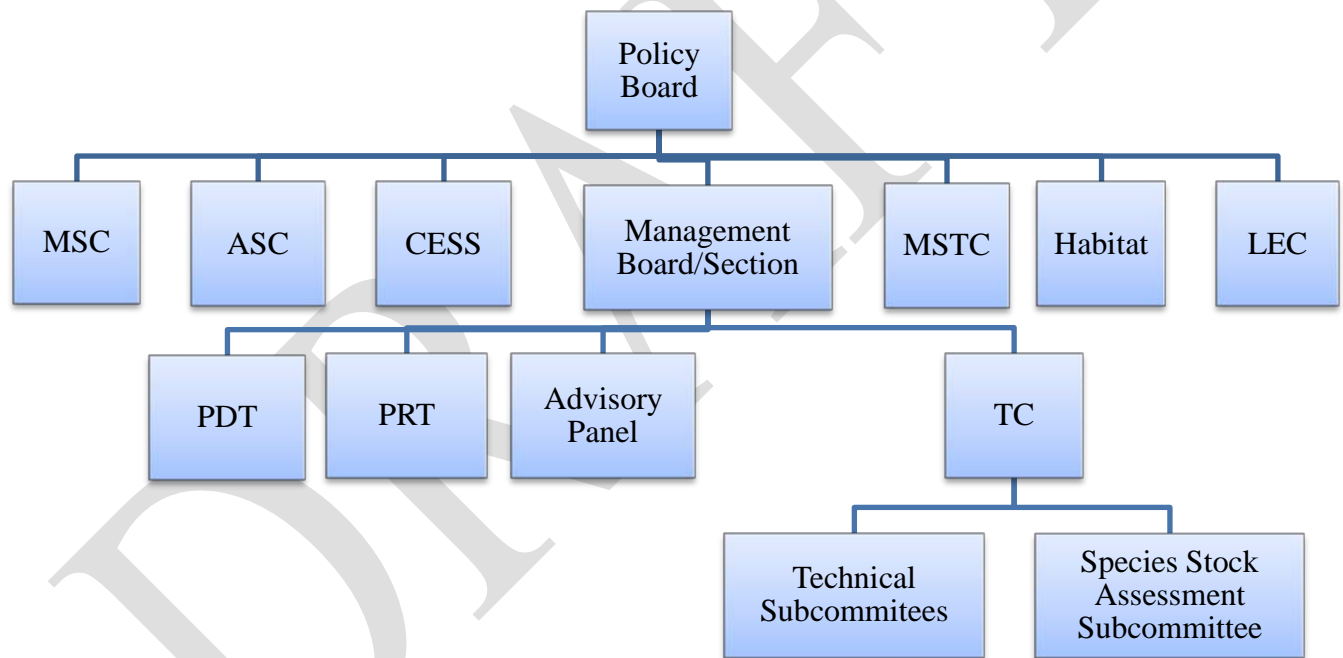 Policy
Board
MSC
ASC
CESS
Management
Board/Section
MSTC
Habitat
LEC
PDT
PRT
Advisory
Panel
TC
Technical
Subcommitees
Species Stock
Assessment
Subcommittee
DRAFT